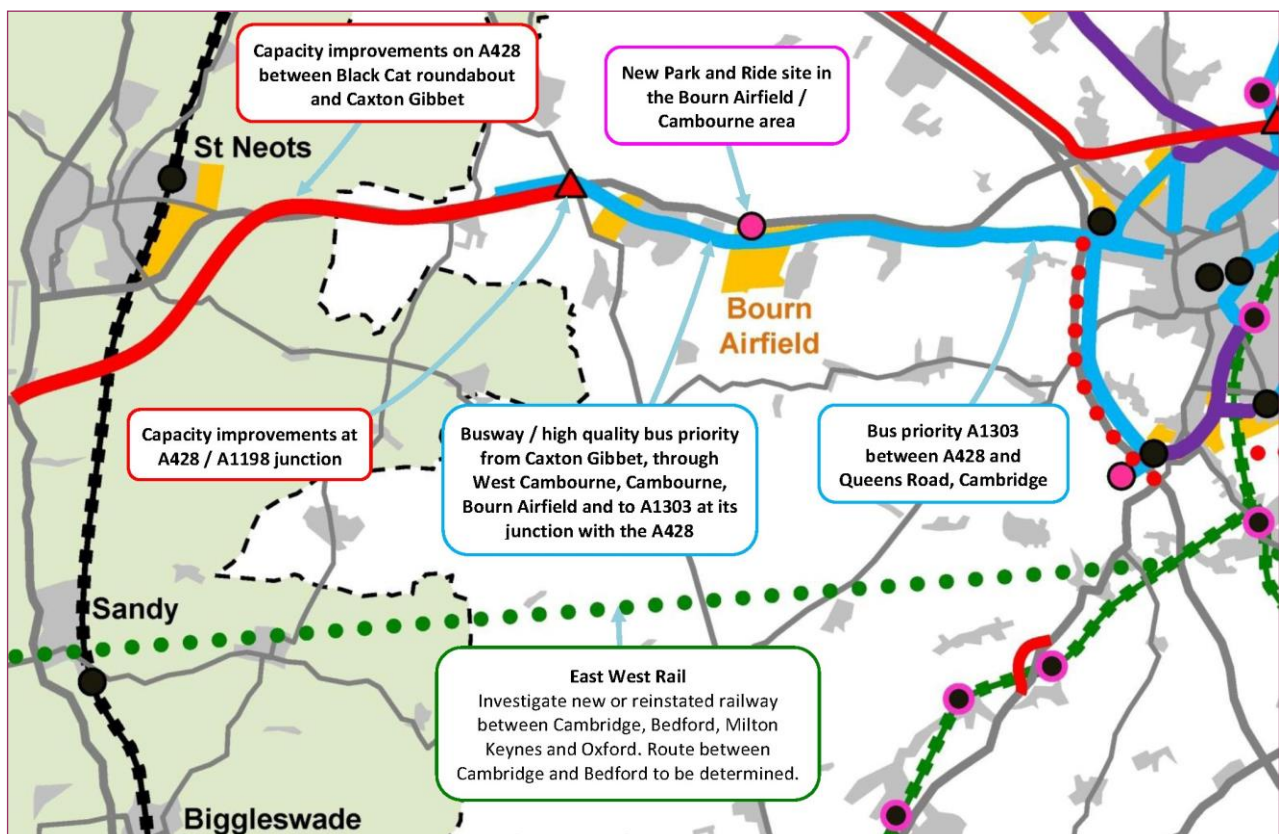 Capacity improvements on A428
between Black Cat roundabout
and Caxton Gibbet
New Park and Ride site in
the Bourn Airfield /
Cambourne area
St Neots
Bourn
Airfield
Capacity improvements at
A428 / A1198 junction
Busway / high quality bus priority
from Caxton Gibbet, through
West Cambourne, Cambourne,
Bourn Airfield and to A1303 at its
junction with the A428
Bus priority A1303
between A428 and
Queens Road, Cambridge
Sandy
East West Rail
Investigate new or reinstated railway
between Cambridge, Bedford, Milton
Keynes and Oxford. Route between
Cambridge and Bedford to be determined.
Biggleswade